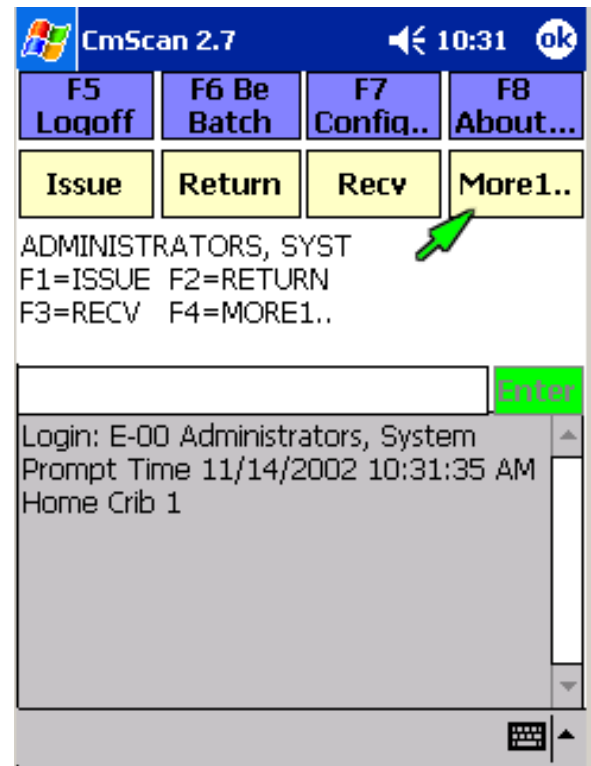 CmScan 2.7 10:31 ok
F5 Logoff F6 Be Batch F7 Config.. F8 About...
Issue Return Recv More1..
ADMINISTRATORS, SYST
F1=ISSUE F2=RETURN
F3=RECV F4=MORE1..
Enter
Login: E-00 Administrators, System
Prompt Time 11/14/2002 10:31:35 AM
Home Crib 1